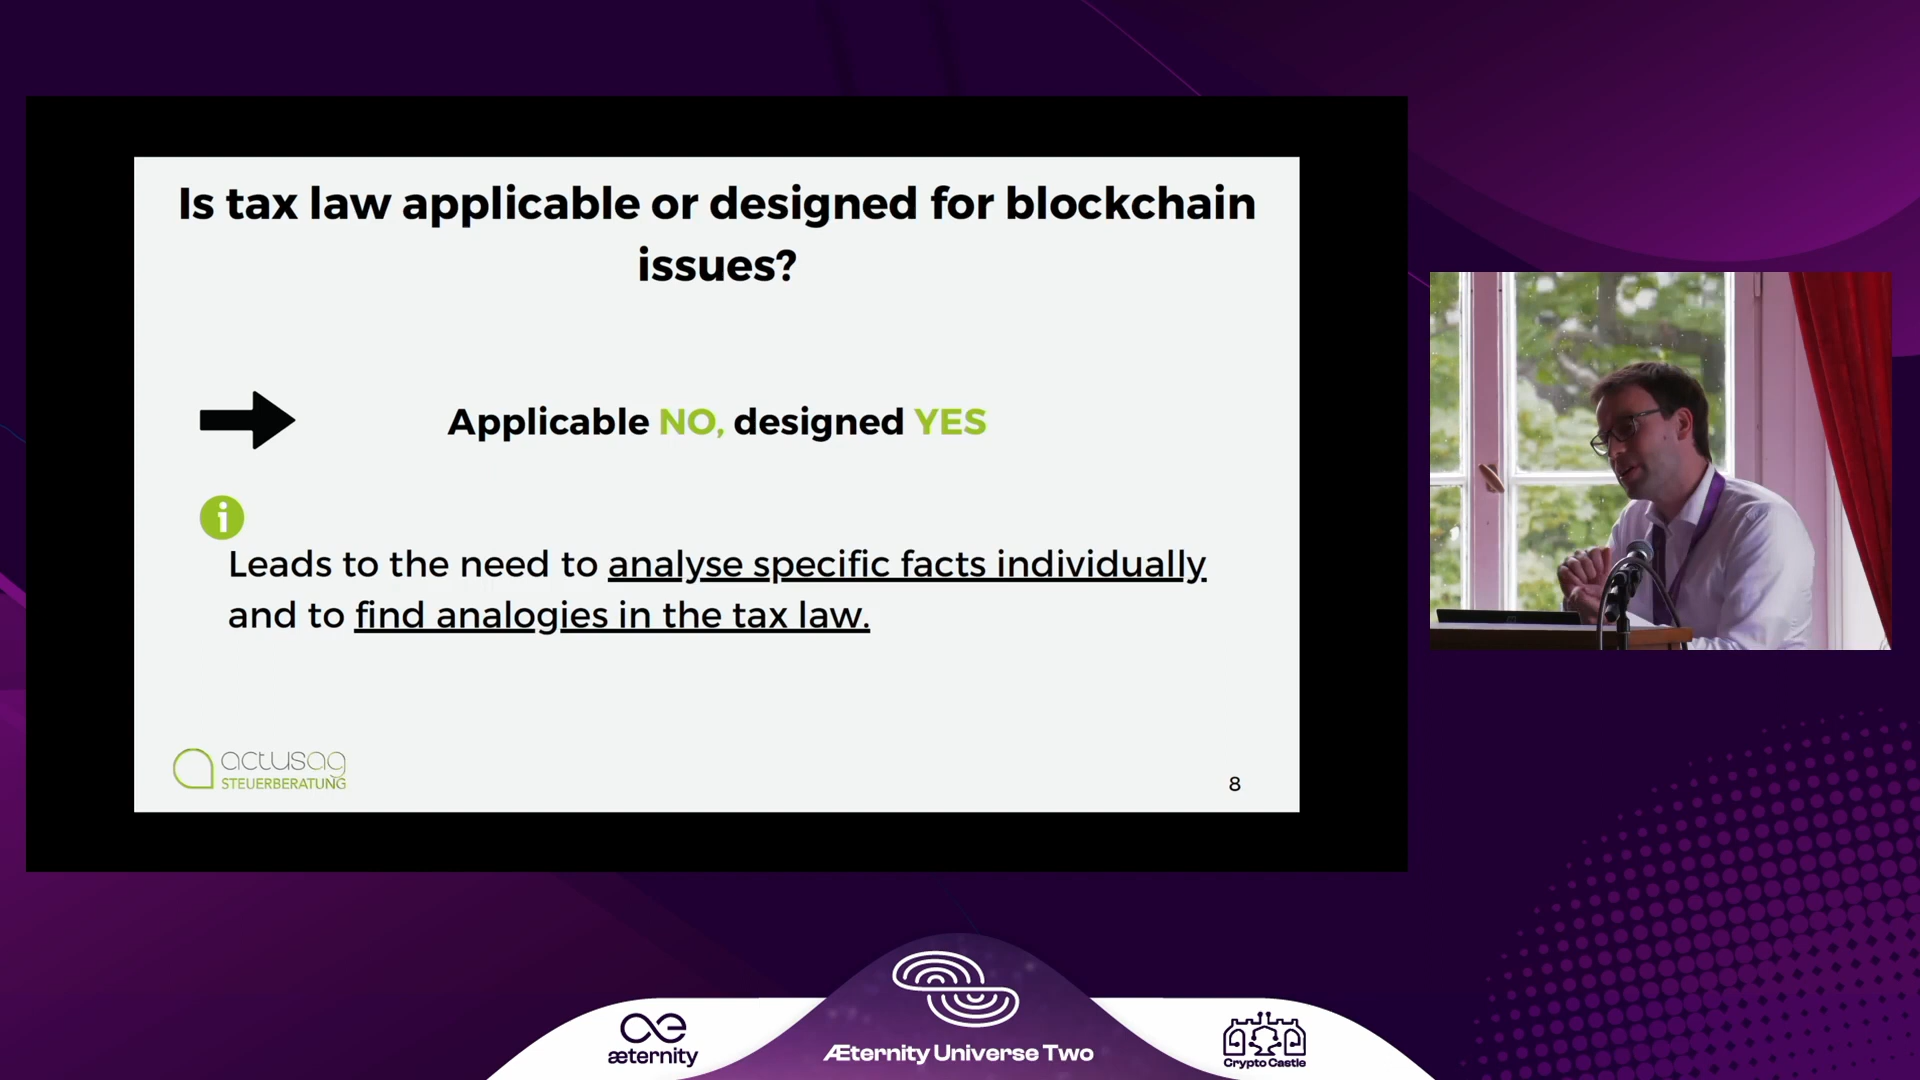 Is tax law applicable or designed for blockchain
issues?
Applicable NO, designed YES
i
Leads to the need to analyse specific facts individually
and to find analogies in the tax law.
actusag
STEUERBERATUNG
8
æternity
Æternity Universe Two
Crypto Castle